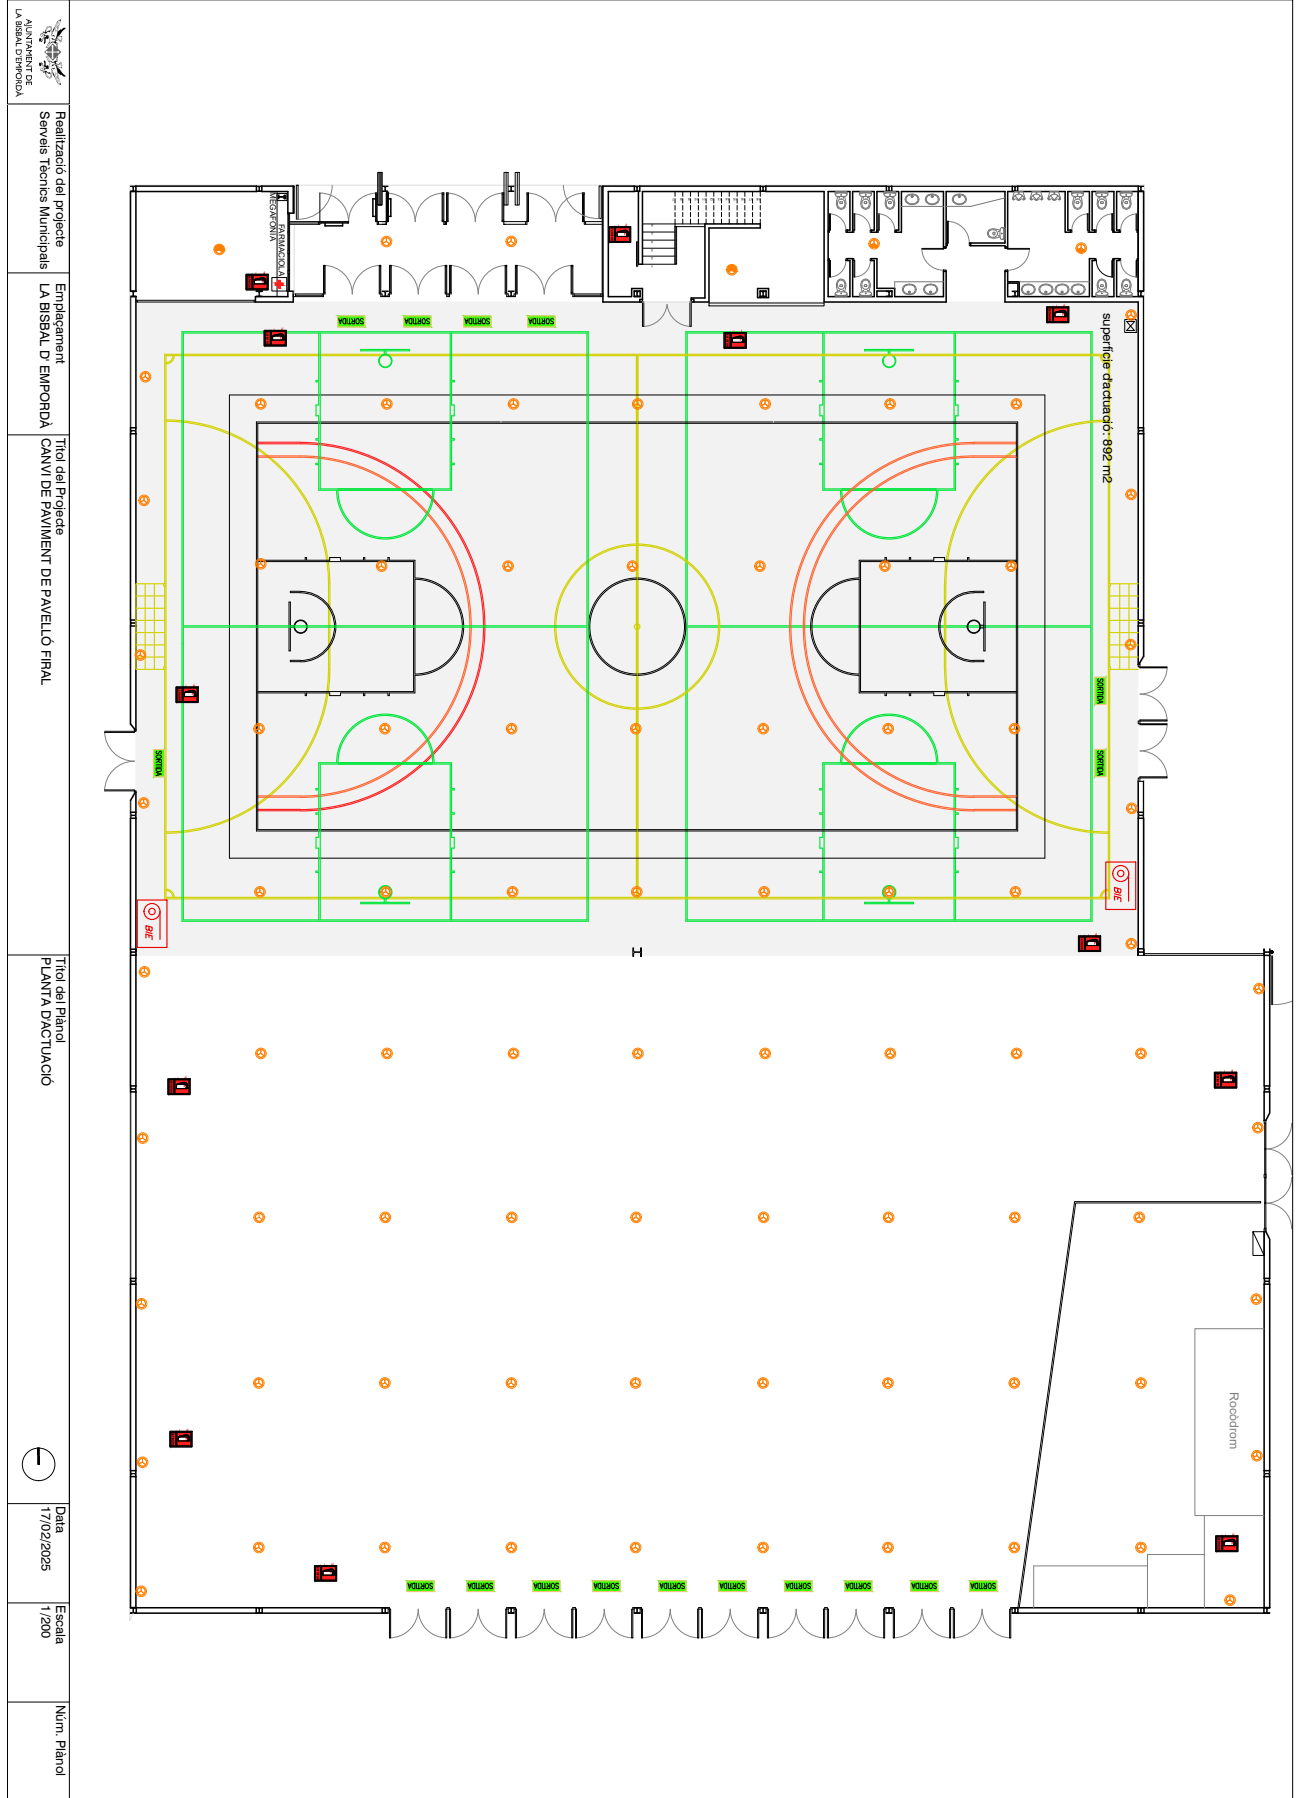 AJUNTAMENT DE
LA BISBAL D'EMPORDÀ
Realització del projecte
Serveis Tècnics Municipals
Emplaçament
LA BISBAL D' EMPORDÀ
Títol del Projecte
CANVI DE PAVIMENT DE PAVELLÓ FIRAL
Títol del Plànol
PLANTA D'ACTUACIÓ
Data
17/02/2025
Escala
1/200
Núm. Plànol
MEGAFONIA
FARMACIOLA
SORTIDA
SORTIDA
SORTIDA
SORTIDA
superfície d'actuació: 892 m2
SORTIDA
SORTIDA
SORTIDA
BIE
BIE
Rocòdrom
SORTIDA
SORTIDA
SORTIDA
SORTIDA
SORTIDA
SORTIDA
SORTIDA
SORTIDA
SORTIDA
SORTIDA